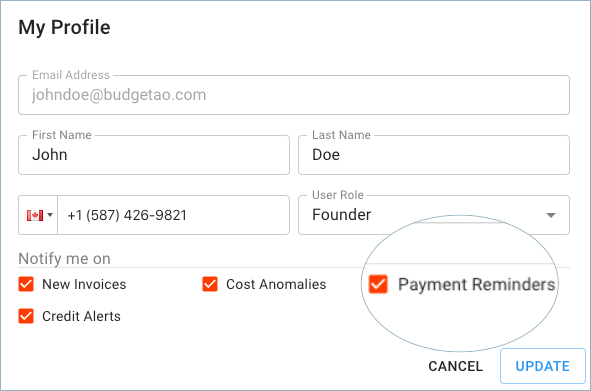 My Profile
Email Address
johndoe@budgetao.com
First Name
John
Last Name
Doe
+1 (587) 426-9821
User Role
Founder
Notify me on
New Invoices
Cost Anomalies
Payment Reminders
Credit Alerts
CANCEL
UPDATE